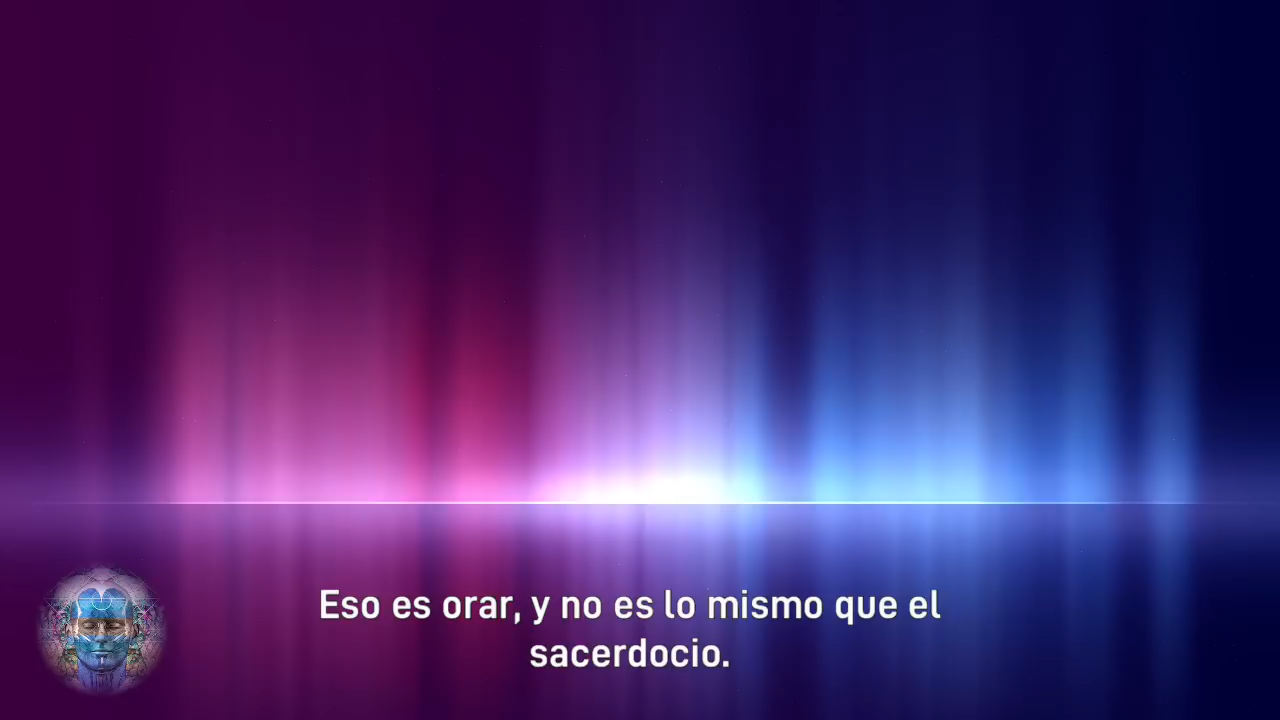 Eso es orar, y no es lo mismo que el
sacerdocio.